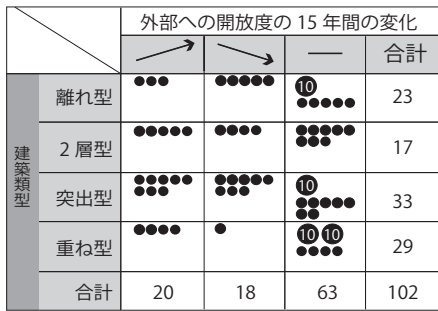 外部への開放度の 15 年間の変化
合計
建築類型
離れ型 10 23
2 層型 17
突出型 10 33
重ね型 10 10 29
合計 20 18 63 102